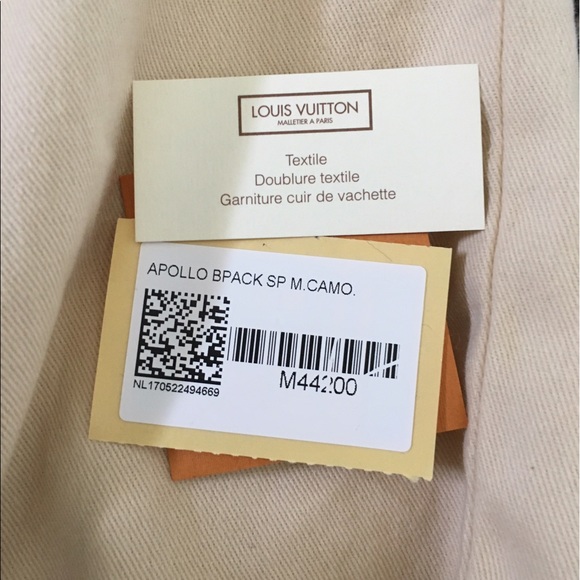 LOUIS VUITTON
MALLETIER A PARIS
Textile
Doublure textile
Garniture cuir de vachette
APOLLO BPACK SP M.CAMO.
NL170522494669
M44200